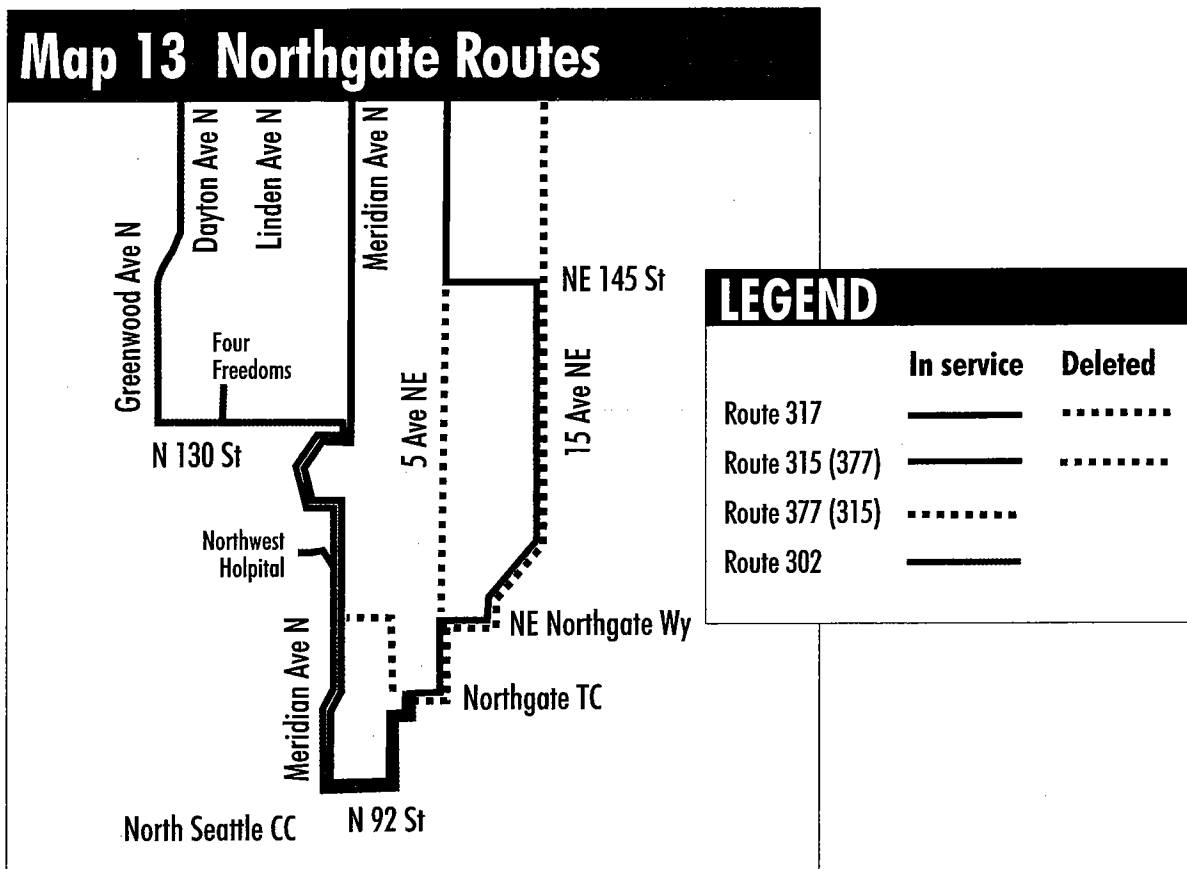 Map 13 Northgate Routes
Dayton Ave N
Linden Ave N
Meridian Ave N
Greenwood Ave N
NE 145 St
Four
Freedoms
5 Ave NE
15 Ave NE
N 130 St
Northwest
Holpital
NE Northgate Wy
Meridian Ave N
Northgate TC
North Seattle CC
N 92 St
LEGEND
In service Deleted
Route 317
Route 315 (377)
Route 377 (315)
Route 302